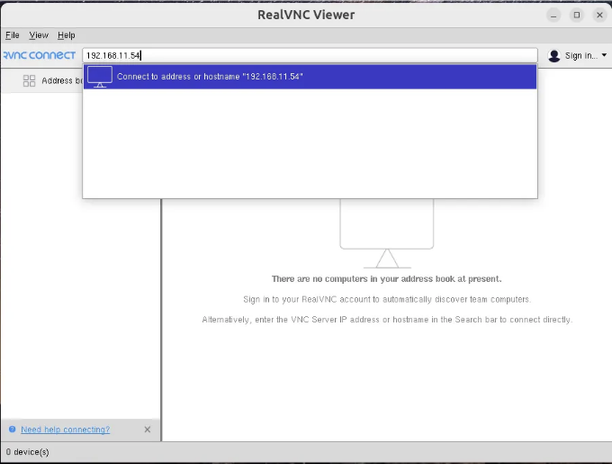 RealVNC Viewer
File View Help
RVNC CONNECT
192.168.11.54
Sign in...
Connect to address or hostname "192.168.11.54"
Address
There are no computers in your address book at present.
Sign in to your RealVNC account to automatically discover team computers.
Alternatively, enter the VNC Server IP address or hostname in the Search bar to connect directly.
Need help connecting?
0 device(s)